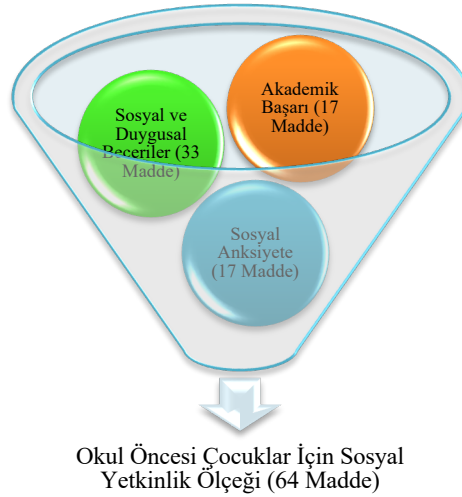 Sosyal ve
Duygusal
Beceriler (33
Madde)
Akademik
Başarı (17
Madde)
Sosyal
Anksiyete
(17 Madde)
Okul Öncesi Çocuklar İçin Sosyal
Yetkinlik Ölçeği (64 Madde)